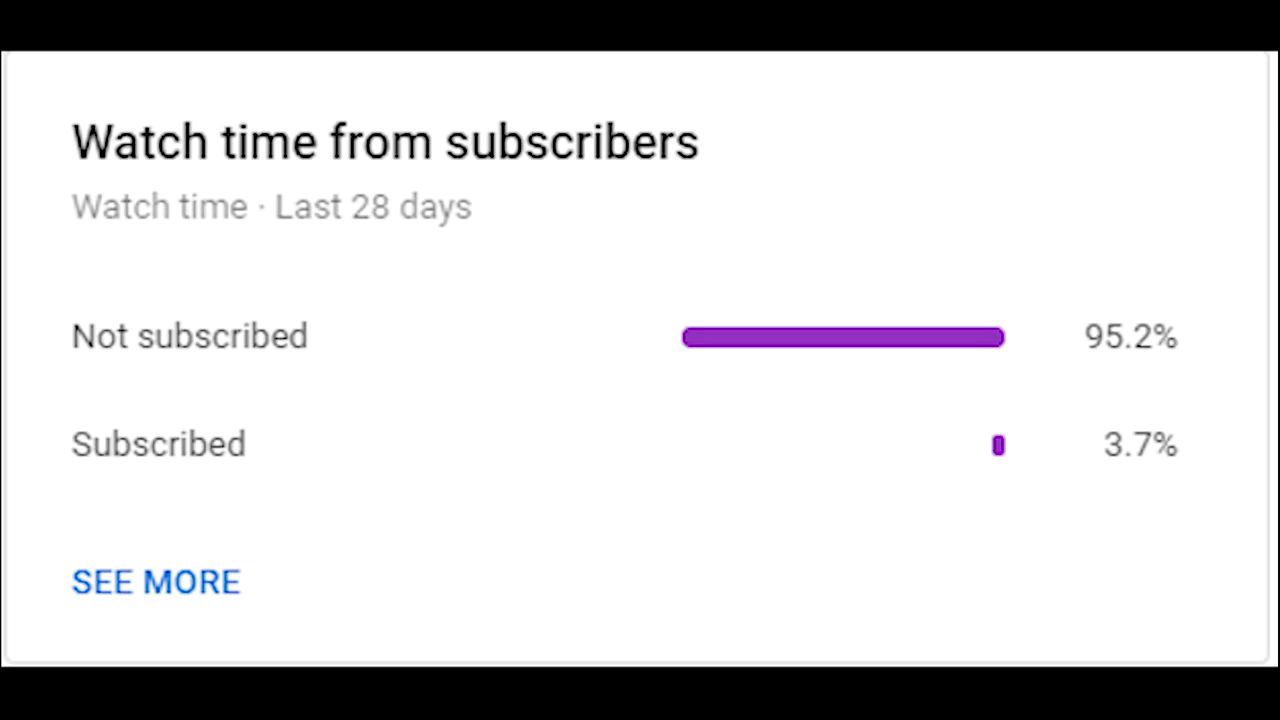 Watch time from subscribers
Watch time · Last 28 days
Not subscribed 95.2%
Subscribed 3.7%
SEE MORE